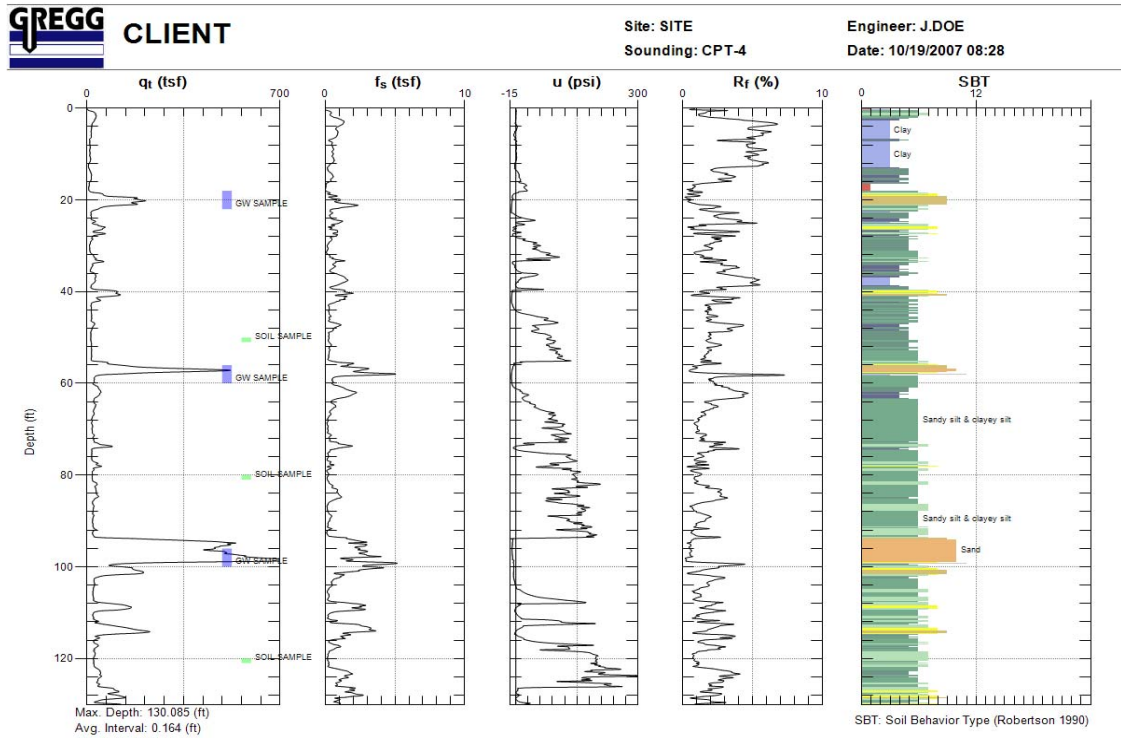 GREGG
CLIENT
Site: SITE
Engineer: J.DOE
Sounding: CPT-4
Date: 10/19/2007 08:28
qt (tsf)
fs (tsf)
u (psi)
Rf (%)
SBT
0 700
0 10
-15 300
0 10
0 12
0
Clay
Clay
20
GW SAMPLE
40
SOIL SAMPLE
GW SAMPLE
60
Depth (ft)
Sandy silt & clayey silt
80
SOIL SAMPLE
Sandy silt & clayey silt
Sand
GW SAMPLE
100
SOIL SAMPLE
120
Max. Depth: 130.085 (ft)
Avg. Interval: 0.164 (ft)
SBT: Soil Behavior Type (Robertson 1990)